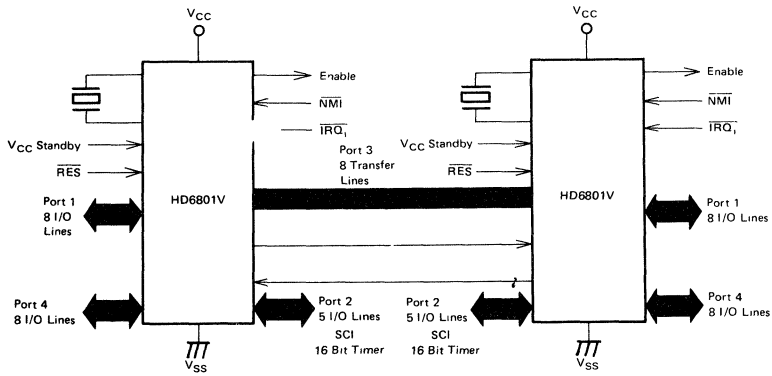 VCC
Enable
NMI
IRQ1
VCC Standby
RES
HD6801V
Port 1
8 I/O
Lines
Port 4
8 I/O Lines
Port 2
5 I/O Lines
SCI
16 Bit Timer
VSS
Port 3
8 Transfer
Lines
VCC
Enable
NMI
IRQ1
VCC Standby
RES
HD6801V
Port 1
8 I/O Lines
Port 2
5 I/O Lines
SCI
16 Bit Timer
Port 4
8 I/O Lines
VSS